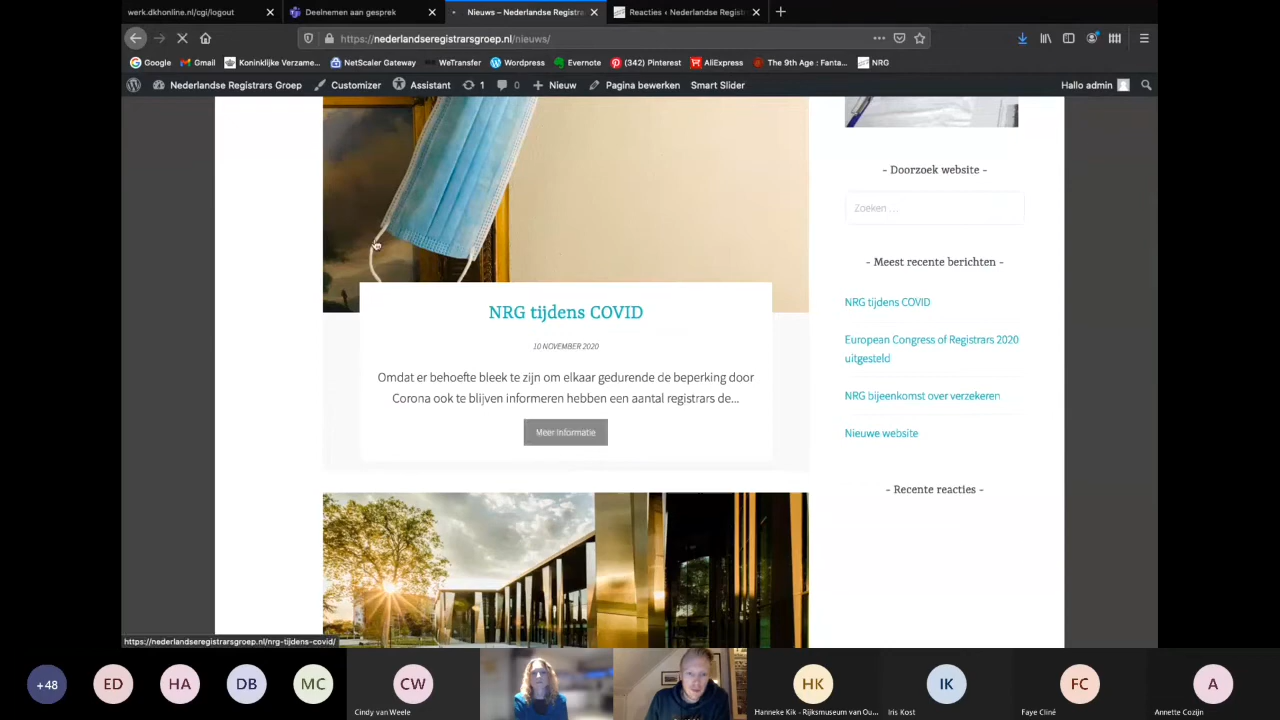 werk.dkhonline.nl/cgi/logout
Deelnemen aan gesprek
Nieuws – Nederlandse Registra
Reacties ‹ Nederlandse Registr
https://nederlandseregistrarsgroep.nl/nieuws/
Google
Gmail
Koninklijke Verzame...
NetScaler Gateway
WeTransfer
Wordpress
Evernote
(342) Pinterest
AliExpress
The 9th Age : Fanta...
NRG
Nederlandse Registrars Groep
Customizer
Assistant
1
0
Nieuw
Pagina bewerken
Smart Slider
Hallo admin
NRG tijdens COVID
10 NOVEMBER 2020
Omdat er behoefte bleek te zijn om elkaar gedurende de beperking door
Corona ook te blijven informeren hebben een aantal registrars de...
Meer Informatie
- Doorzoek website -
Zoeken ...
- Meest recente berichten -
NRG tijdens COVID
European Congress of Registrars 2020
uitgesteld
NRG bijeenkomst over verzekeren
Nieuwe website
- Recente reacties -
https://nederlandseregistrarsgroep.nl/nrg-tijdens-covid/
+48
ED
HA
DB
MC
CW
Cindy van Weele
HK
Hanneke Kik - Rijksmuseum van Ou...
IK
Iris Kost
FC
Faye Cliné
A
Annette Cozijn